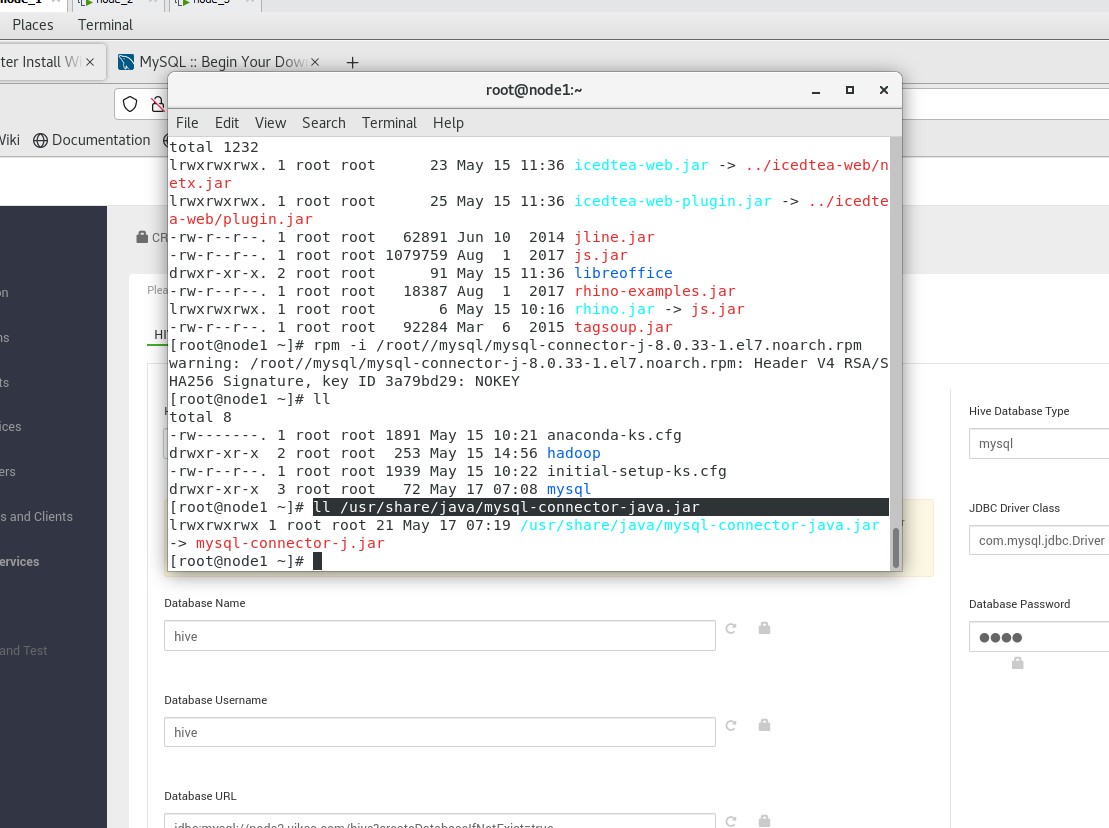 node_1
node_2
node_3
Places
Terminal
ter Install Wi
MySQL :: Begin Your Dow
Wiki
Documentation
root@node1:~
File Edit View Search Terminal Help
total 1232
lrwxrwxrwx. 1 root root      23 May 15 11:36 icedtea-web.jar -> ../icedtea-web/n
etx.jar
lrwxrwxrwx. 1 root root      25 May 15 11:36 icedtea-web-plugin.jar -> ../icedte
a-web/plugin.jar
-rw-r--r--. 1 root root   62891 Jun 10  2014 jline.jar
-rw-r--r--. 1 root root 1079759 Aug  1  2017 js.jar
drwxr-xr-x. 2 root root      91 May 15 11:36 libreoffice
-rw-r--r--. 1 root root   18387 Aug  1  2017 rhino-examples.jar
lrwxrwxrwx. 1 root root       6 May 15 10:16 rhino.jar -> js.jar
-rw-r--r--. 1 root root   92284 Mar  6  2015 tagsoup.jar
[root@node1 ~]# rpm -i /root//mysql/mysql-connector-j-8.0.33-1.el7.noarch.rpm
warning: /root//mysql/mysql-connector-j-8.0.33-1.el7.noarch.rpm: Header V4 RSA/S
HA256 Signature, key ID 3a79bd29: NOKEY
[root@node1 ~]# ll
total 8
-rw-------. 1 root root 1891 May 15 10:21 anaconda-ks.cfg
drwxr-xr-x  2 root root  253 May 15 14:56 hadoop
-rw-r--r--. 1 root root 1939 May 15 10:22 initial-setup-ks.cfg
drwxr-xr-x  3 root root   72 May 17 07:08 mysql
[root@node1 ~]# ll /usr/share/java/mysql-connector-java.jar
lrwxrwxrwx 1 root root 21 May 17 07:19 /usr/share/java/mysql-connector-java.jar
-> mysql-connector-j.jar
[root@node1 ~]#
CR
Plea
HI
on
ns
ts
ices
ers
s and Clients
ervices
and Test
Hive Database Type
mysql
JDBC Driver Class
com.mysql.jdbc.Driver
Database Password
Database Name
hive
Database Username
hive
Database URL